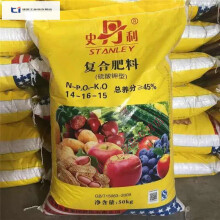 史丹利
STANLEY
复合肥料
(硫酸钾型)
N-P₂O₅-K₂O
14-16-15
总养分≥45%
净含量:50kg